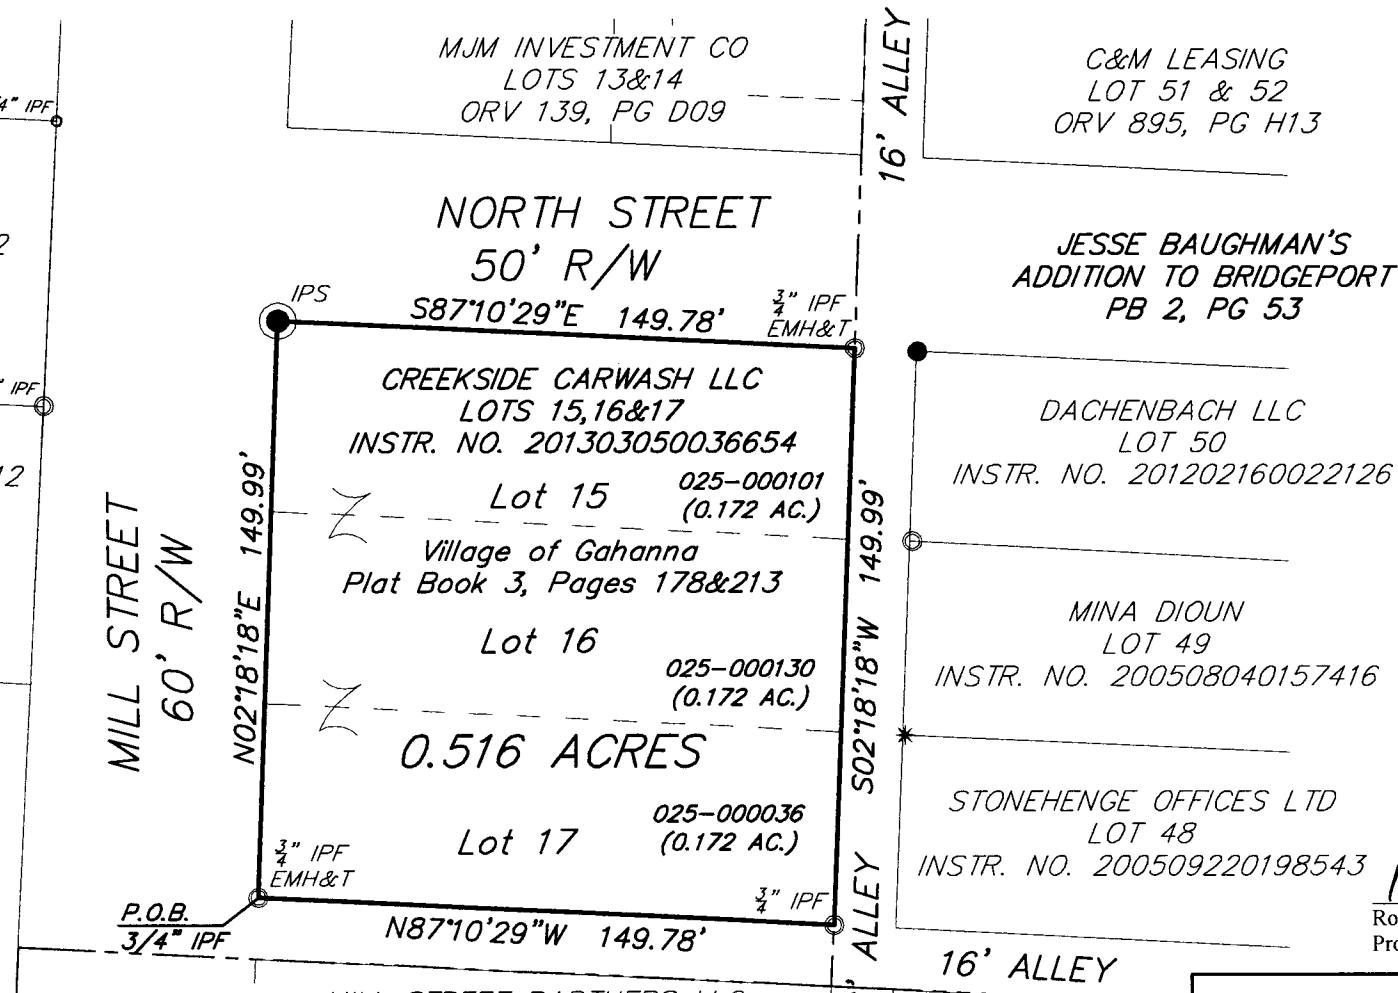 MJM INVESTMENT CO
LOTS 13&14
ORV 139, PG D09
16' ALLEY
C&M LEASING
LOT 51 & 52
ORV 895, PG H13
4" IPF
NORTH STREET
50' R/W
JESSE BAUGHMAN'S
ADDITION TO BRIDGEPORT
PB 2, PG 53
2
IPS
S87°10'29"E 149.78'
3/4" IPF
EMH&T
CREEKSIDE CARWASH LLC
LOTS 15,16&17
INSTR. NO. 201303050036654
" IPF
DACHENBACH LLC
LOT 50
INSTR. NO. 201202160022126
12
Lot 15
025-000101
(0.172 AC.)
Village of Gahanna
Plat Book 3, Pages 178&213
MILL STREET
60' R/W
N02°18'18"E 149.99'
S02°18'18"W 149.99'
Lot 16
025-000130
(0.172 AC.)
MINA DIOUN
LOT 49
INSTR. NO. 200508040157416
0.516 ACRES
Lot 17
025-000036
(0.172 AC.)
STONEHENGE OFFICES LTD
LOT 48
INSTR. NO. 200509220198543
3/4" IPF
EMH&T
3/4" IPF
P.O.B.
3/4" IPF
N87°10'29"W 149.78'
' ALLEY
16' ALLEY
Ro
Pro